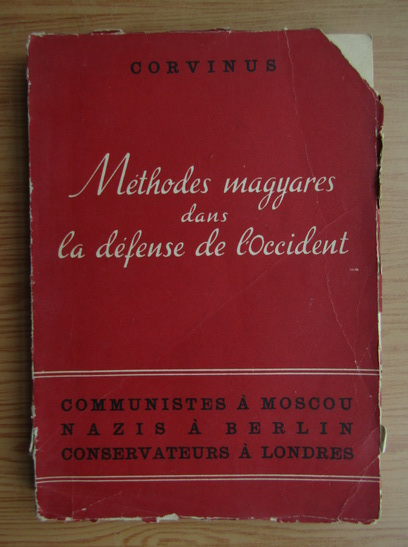 CORVINUS
Méthodes magyares
dans
la défense de l'Occident
COMMUNISTES À MOSCOU
NAZIS À BERLIN
CONSERVATEURS À LONDRES